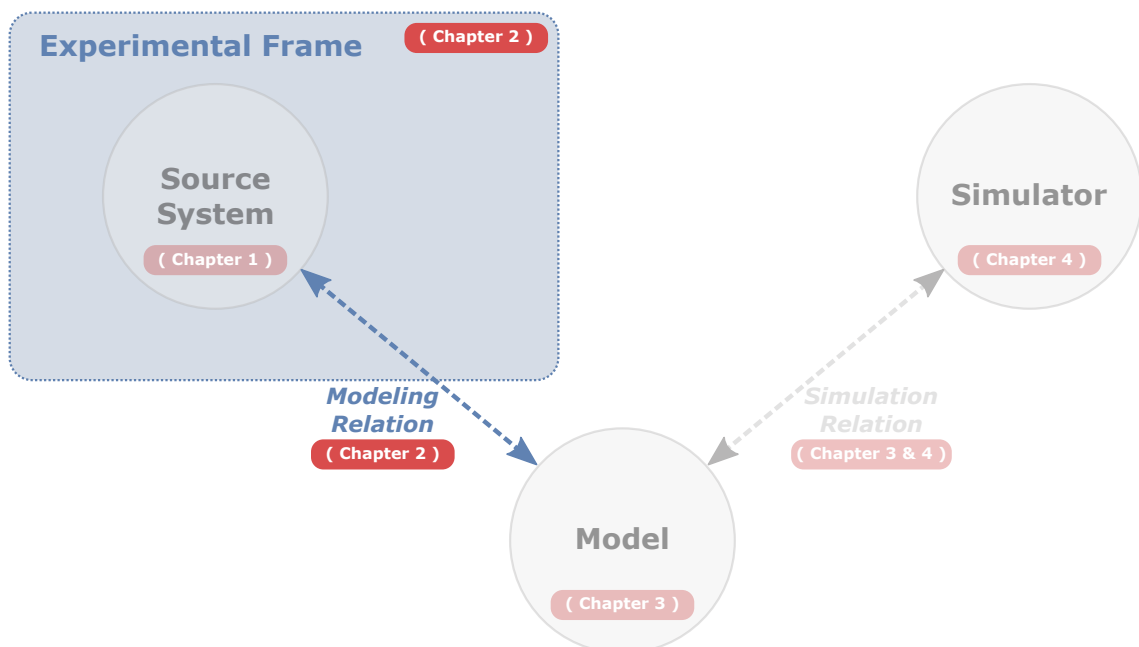 Experimental Frame
( Chapter 2 )
Source
System
( Chapter 1 )
Simulator
( Chapter 4 )
Modeling
Relation
( Chapter 2 )
Simulation
Relation
( Chapter 3 & 4 )
Model
( Chapter 3 )